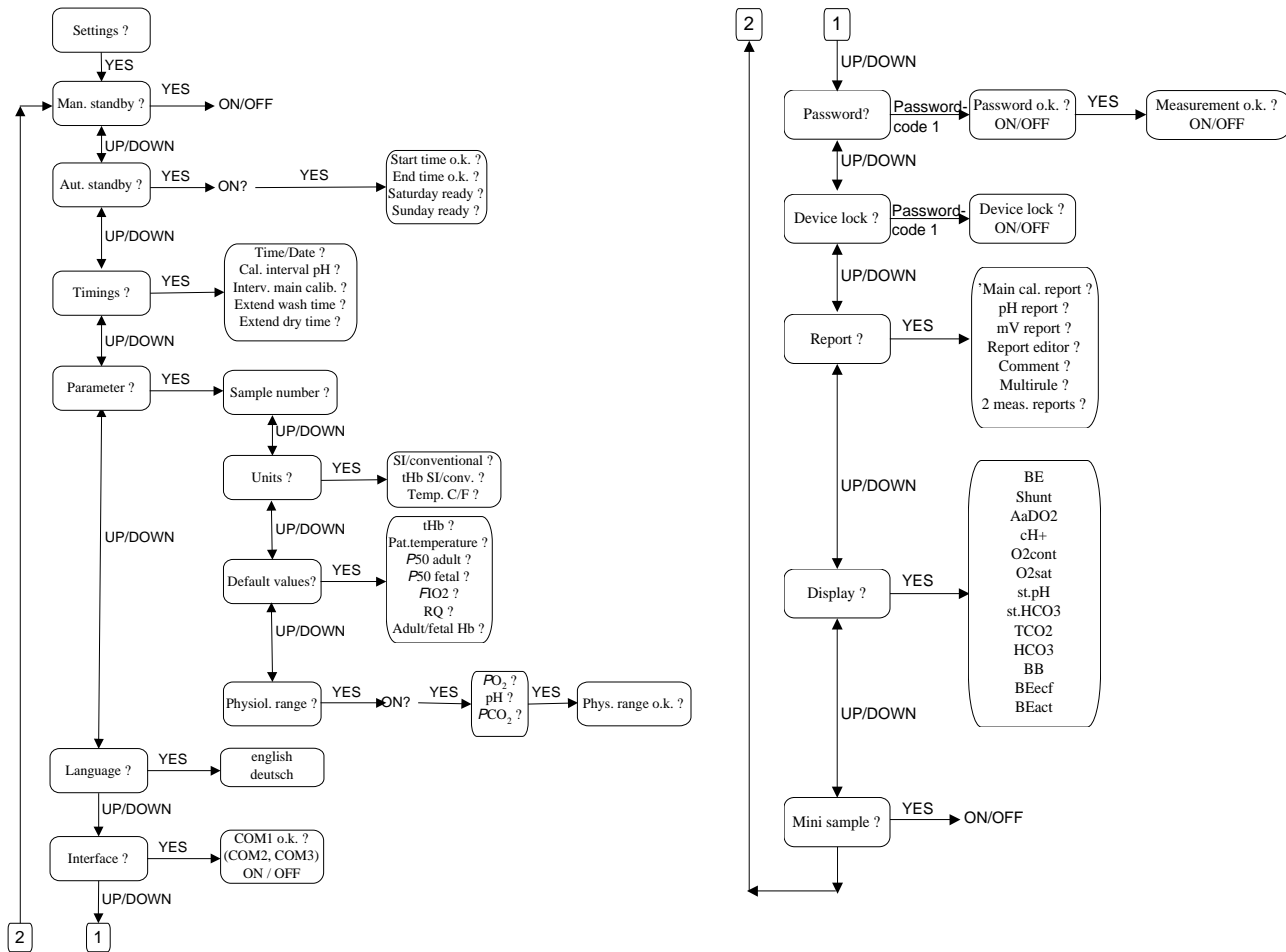 Settings ?
YES
Man. standby ?
YES
ON/OFF
UP/DOWN
Aut. standby ?
YES
ON?
YES
Start time o.k. ?
End time o.k. ?
Saturday ready ?
Sunday ready ?
UP/DOWN
Timings ?
YES
Time/Date ?
Cal. interval pH ?
Interv. main calib. ?
Extend wash time ?
Extend dry time ?
UP/DOWN
Parameter ?
YES
Sample number ?
UP/DOWN
Units ?
YES
SI/conventional ?
tHb SI/conv. ?
Temp. C/F ?
UP/DOWN
Default values?
YES
tHb ?
Pat.temperature ?
P50 adult ?
P50 fetal ?
FIO2 ?
RQ ?
Adult/fetal Hb ?
UP/DOWN
Physiol. range ?
YES
ON?
YES
PO2 ?
pH ?
PCO2 ?
YES
Phys. range o.k. ?
UP/DOWN
Language ?
YES
english
deutsch
UP/DOWN
Interface ?
YES
COM1 o.k. ?
(COM2, COM3)
ON / OFF
UP/DOWN
2
1
2
1
UP/DOWN
Password?
Password-
code 1
Password o.k. ?
ON/OFF
YES
Measurement o.k. ?
ON/OFF
UP/DOWN
Device lock ?
Password-
code 1
Device lock ?
ON/OFF
UP/DOWN
Report ?
YES
'Main cal. report ?
pH report ?
mV report ?
Report editor ?
Comment ?
Multirule ?
2 meas. reports ?
UP/DOWN
Display ?
YES
BE
Shunt
AaDO2
cH+
O2cont
O2sat
st.pH
st.HCO3
TCO2
HCO3
BB
BEecf
BEact
UP/DOWN
Mini sample ?
YES
ON/OFF